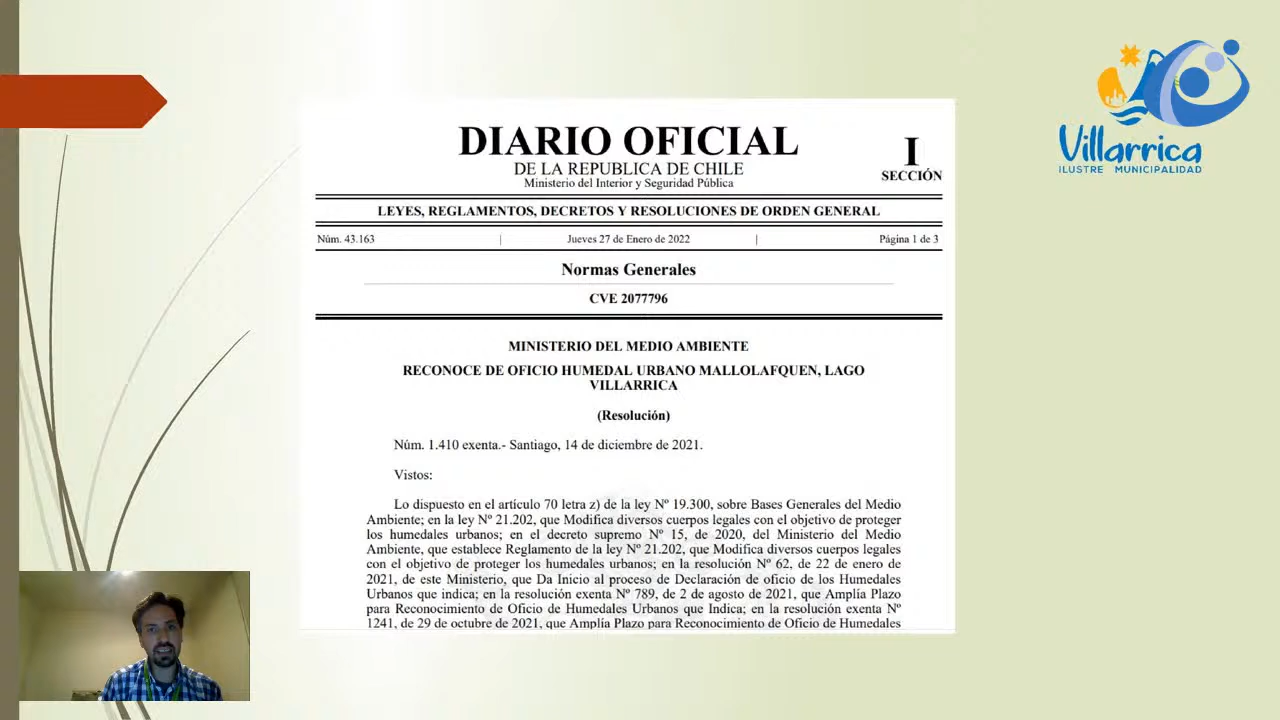 DIARIO OFICIAL
DE LA REPUBLICA DE CHILE
Ministerio del Interior y Seguridad Pública
I
SECCIÓN
LEYES, REGLAMENTOS, DECRETOS Y RESOLUCIONES DE ORDEN GENERAL
Núm. 43.163 | Jueves 27 de Enero de 2022 | Página 1 de 3
Normas Generales
CVE 2077796
MINISTERIO DEL MEDIO AMBIENTE
RECONOCE DE OFICIO HUMEDAL URBANO MALLOLAFQUEN, LAGO
VILLARRICA
(Resolución)
Núm. 1.410 exenta.- Santiago, 14 de diciembre de 2021.
Vistos:
Lo dispuesto en el artículo 70 letra z) de la ley Nº 19.300, sobre Bases Generales del Medio
Ambiente; en la ley Nº 21.202, que Modifica diversos cuerpos legales con el objetivo de proteger
los humedales urbanos; en el decreto supremo Nº 15, de 2020, del Ministerio del Medio
Ambiente, que establece Reglamento de la ley Nº 21.202, que Modifica diversos cuerpos legales
con el objetivo de proteger los humedales urbanos; en la resolución Nº 62, de 22 de enero de
2021, de este Ministerio, que Da Inicio al proceso de Declaración de oficio de los Humedales
Urbanos que indica; en la resolución exenta Nº 789, de 2 de agosto de 2021, que Amplía Plazo
para Reconocimiento de Oficio de Humedales Urbanos que Indica; en la resolución exenta Nº
1241, de 29 de octubre de 2021, que Amplía Plazo para Reconocimiento de Oficio de Humedales
Villarrica
ILUSTRE MUNICIPALIDAD